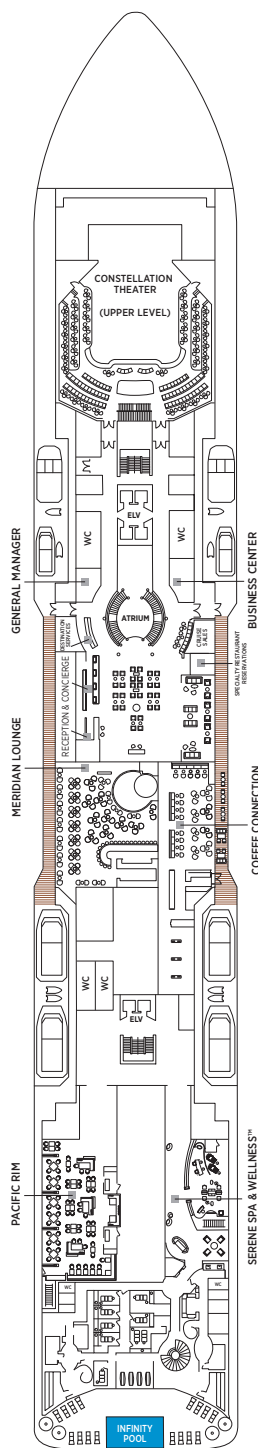 CONSTELLATION
THEATER
(UPPER LEVEL)
ELV
WC
WC
GENERAL MANAGER
BUSINESS CENTER
ATRIUM
DESTINATION
SERVICES
CRUISE
SALES
SPECIALTY RESTAURANT
RESERVATIONS
RECEPTION & CONCIERGE
MERIDIAN LOUNGE
COFFEE CONNECTION
WC
WC
ELV
PACIFIC RIM
SERENE SPA & WELLNESS™
WC
WC
INFINITY
POOL